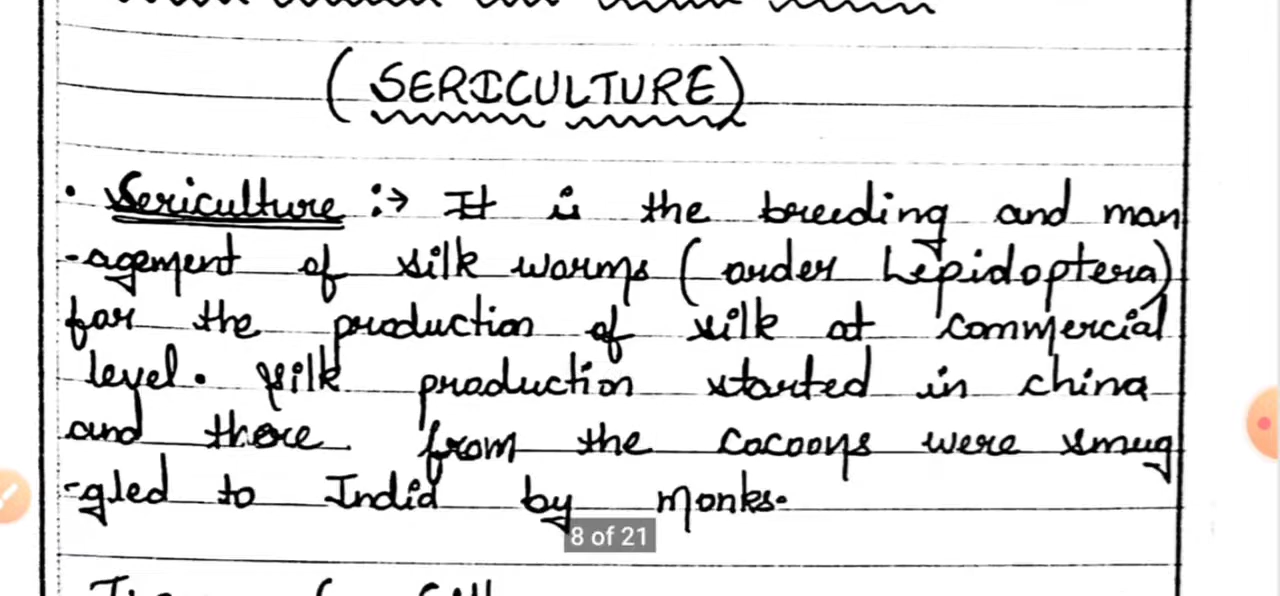 (SERICULTURE)
• Sericulture :→ It is the breeding and man
-agement of silk worms (order Lepidoptera)
for the production of silk at commercial
level. Silk production started in china
and there from the cocoons were smug
-gled to India by monks.
8 of 21